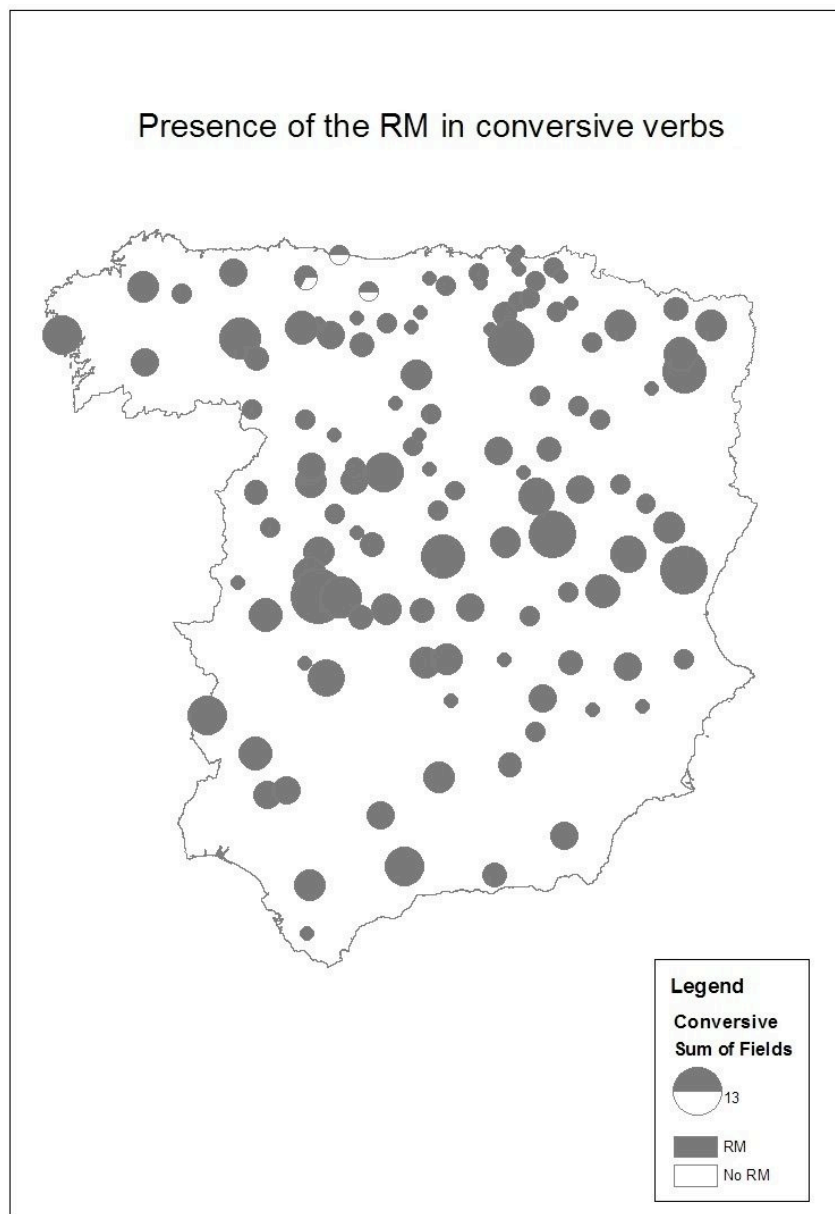 Presence of the RM in conversive verbs
Legend
Conversive
Sum of Fields
13
RM
No RM